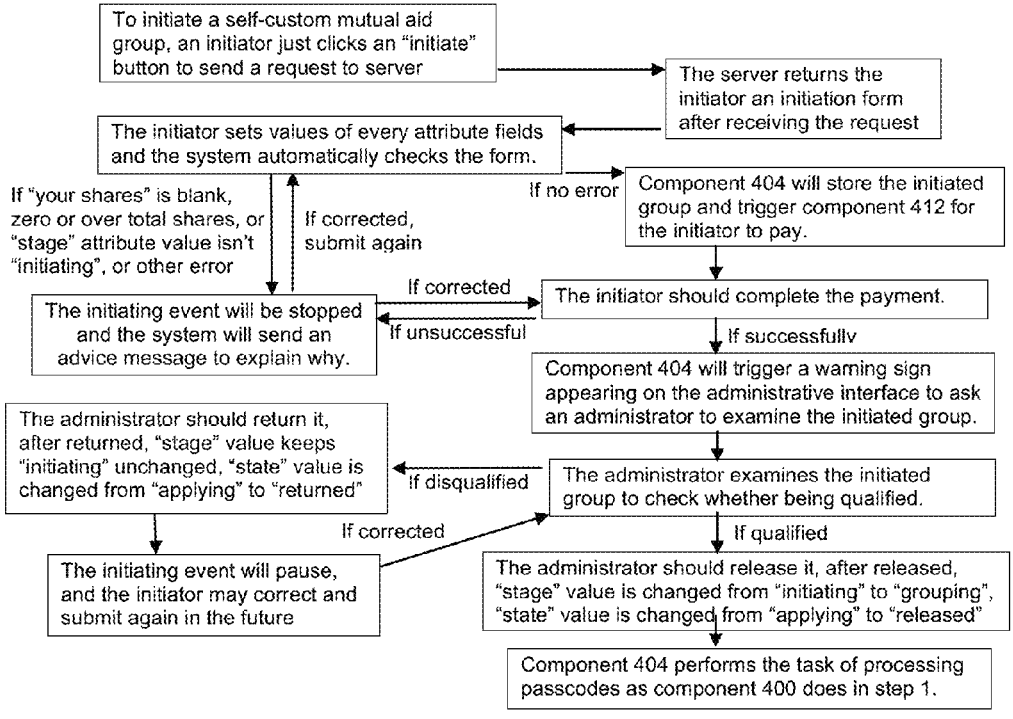 To initiate a self-custom mutual aid
group, an initiator just clicks an “initiate”
button to send a request to server
The server returns the
initiator an initiation form
after receiving the request
The initiator sets values of every attribute fields
and the system automatically checks the form.
If “your shares” is blank,
zero or over total shares, or
“stage” attribute value isn't
“initiating”, or other error
If corrected,
submit again
If no error
Component 404 will store the initiated
group and trigger component 412 for
the initiator to pay.
The initiating event will be stopped
and the system will send an
advice message to explain why.
If corrected
If unsuccessful
The initiator should complete the payment.
If successfully
Component 404 will trigger a warning sign
appearing on the administrative interface to ask
an administrator to examine the initiated group.
The administrator should return it,
after returned, “stage” value keeps
“initiating” unchanged, “state” value is
changed from “applying” to “returned”
If disqualified
The administrator examines the initiated
group to check whether being qualified.
If corrected
If qualified
The initiating event will pause,
and the initiator may correct and
submit again in the future
The administrator should release it, after released,
“stage” value is changed from “initiating” to “grouping”,
“state” value is changed from “applying” to “released”
Component 404 performs the task of processing
passcodes as component 400 does in step 1.